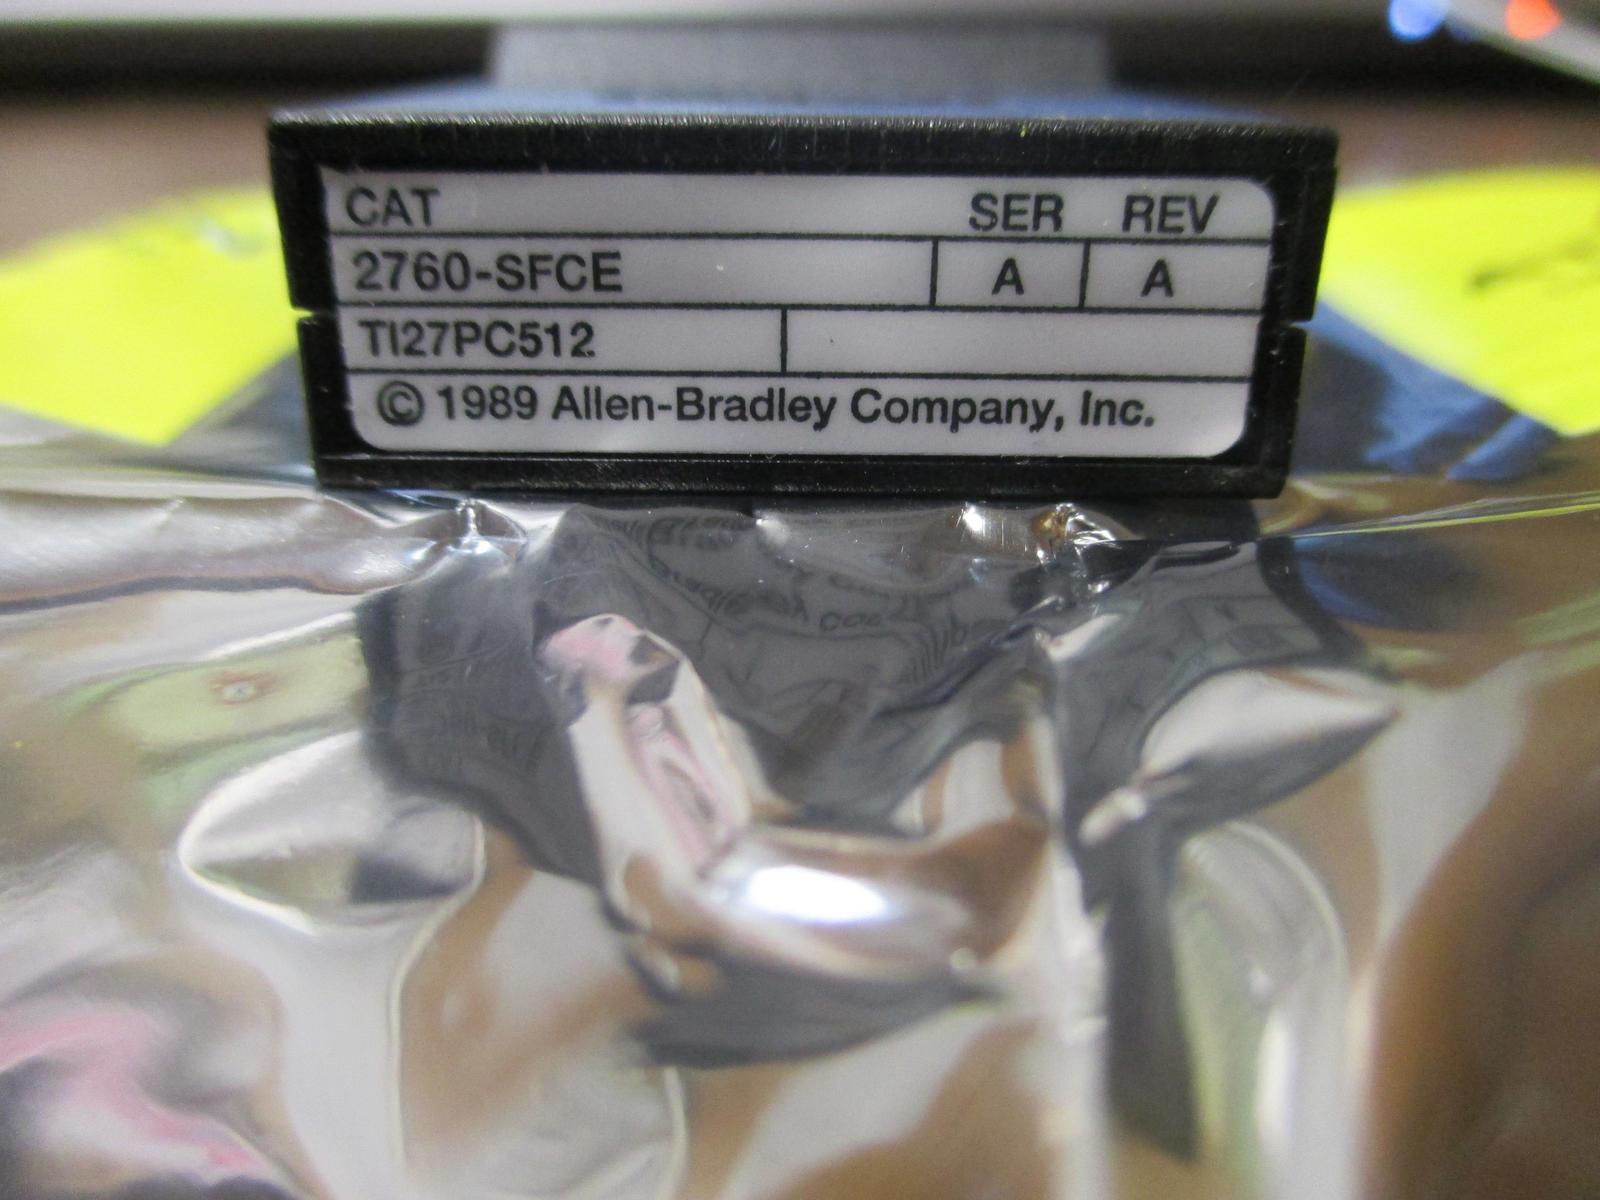 CAT SER REV
2760-SFCE A A
TI27PC512
© 1989 Allen-Bradley Company, Inc.